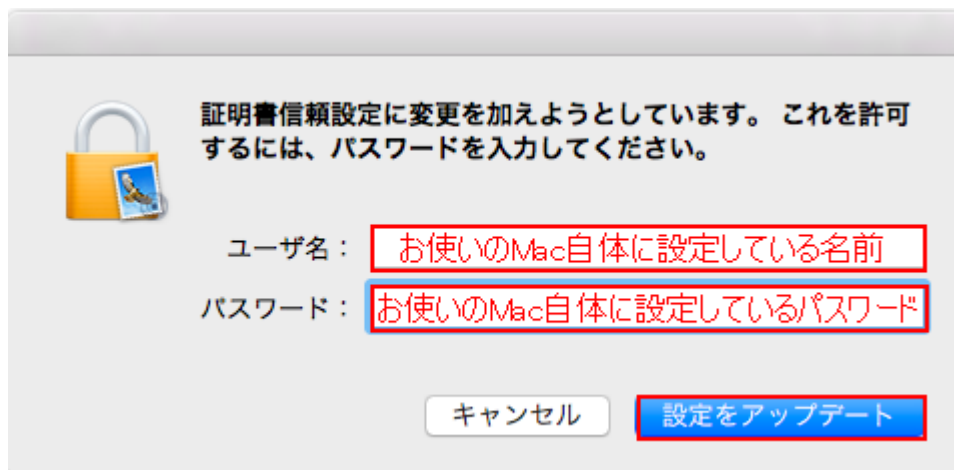 証明書信頼設定に変更を加えようとしています。 これを許可
するには、パスワードを入力してください。
ユーザ名： お使いのMac自体に設定している名前
パスワード： お使いのMac自体に設定しているパスワード
キャンセル 設定をアップデート